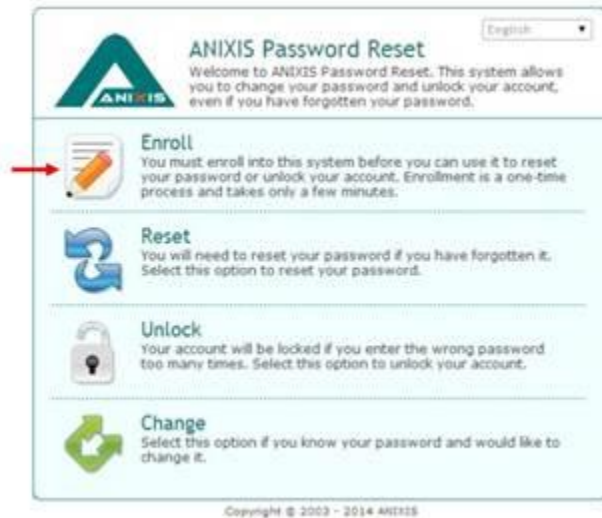 English
ANIXIS
ANIXIS Password Reset
Welcome to ANIXIS Password Reset. This system allows
you to change your password and unlock your account,
even if you have forgotten your password.
Enroll
You must enroll into this system before you can use it to reset
your password or unlock your account. Enrollment is a one-time
process and takes only a few minutes.
Reset
You will need to reset your password if you have forgotten it.
Select this option to reset your password.
Unlock
Your account will be locked if you enter the wrong password
too many times. Select this option to unlock your account.
Change
Select this option if you know your password and would like to
change it.
Copyright © 2003 - 2014 ANIXIS